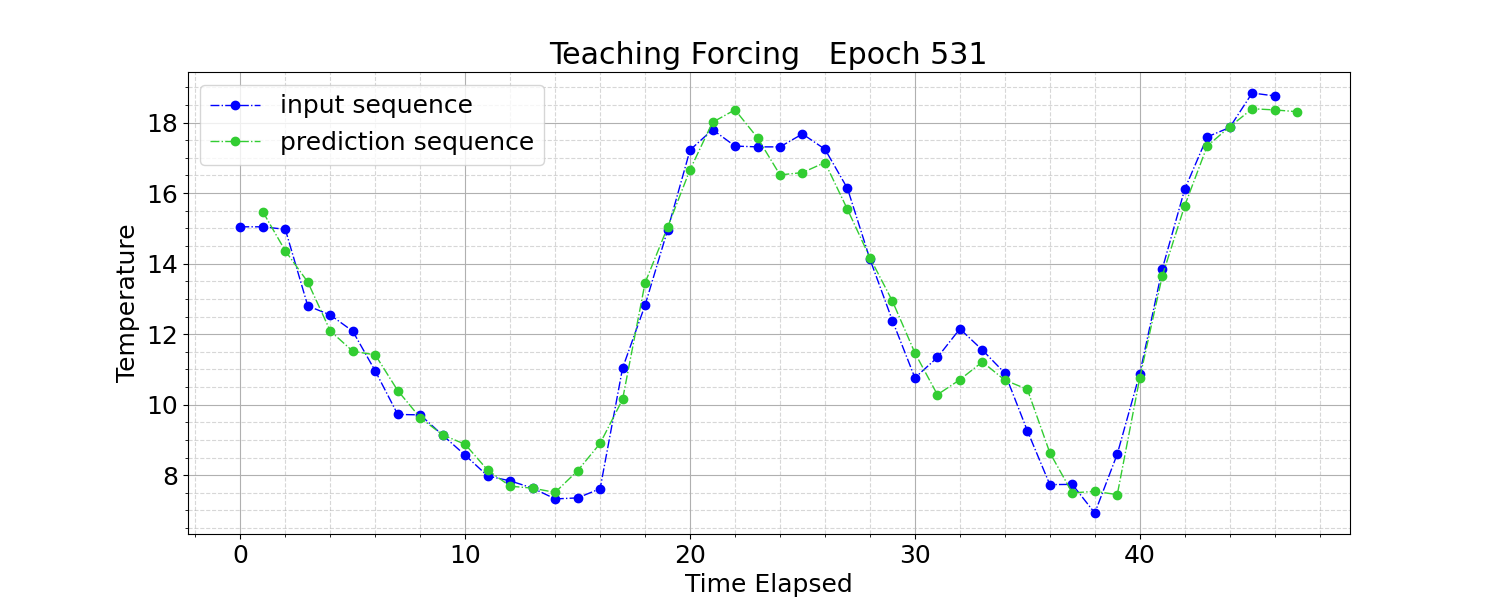 Teaching Forcing   Epoch 531
input sequence
prediction sequence
Temperature
18
16
14
12
10
8
0 10 20 30 40
Time Elapsed